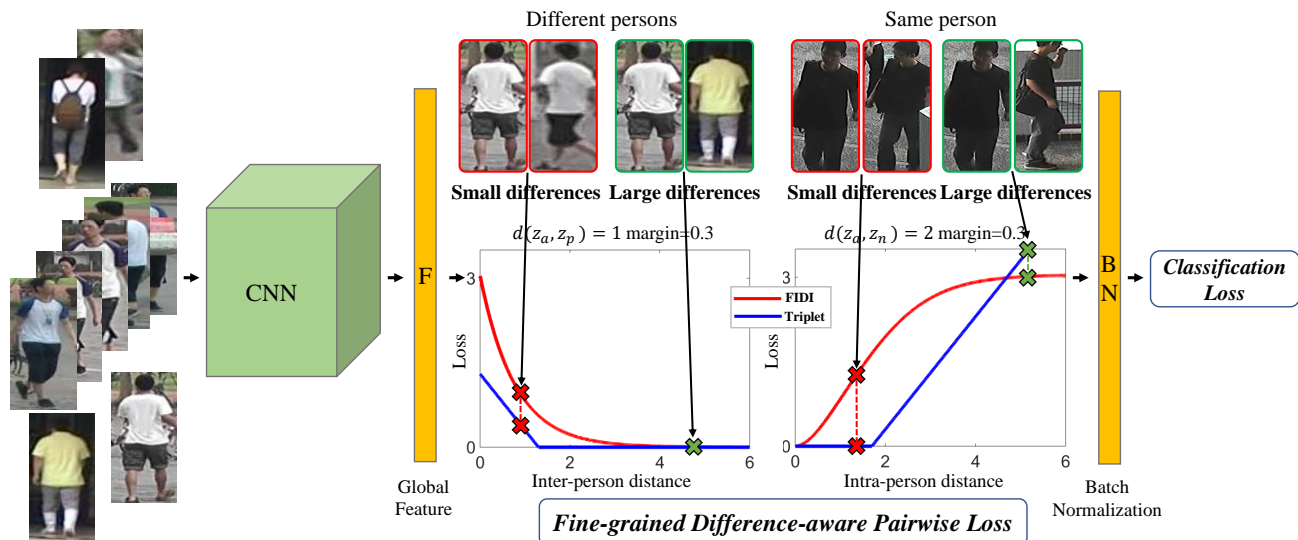 Different persons
Same person
Small differences
Large differences
Small differences
Large differences
CNN
F
Global
Feature
d(z_a, z_p) = 1 margin=0.3
3
Loss
0
0
2
4
6
Inter-person distance
FIDI
Triplet
d(z_a, z_n) = 2 margin=0.3
3
Loss
0
0
2
4
6
Intra-person distance
B
N
Batch
Normalization
Classification
Loss
Fine-grained Difference-aware Pairwise Loss